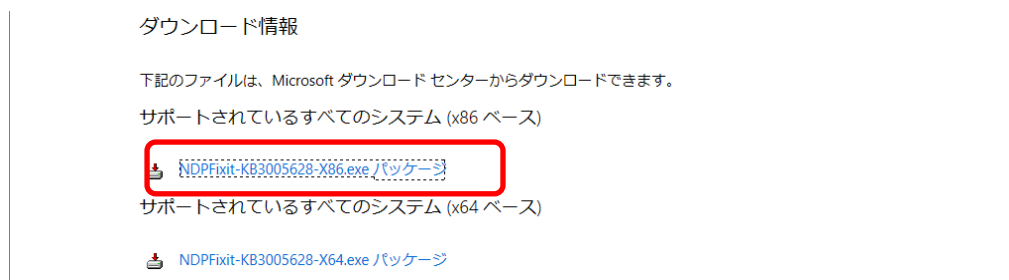 ダウンロード情報
下記のファイルは、Microsoft ダウンロード センターからダウンロードできます。
サポートされているすべてのシステム (x86 ベース)
NDPFixit-KB3005628-X86.exe パッケージ
サポートされているすべてのシステム (x64 ベース)
NDPFixit-KB3005628-X64.exe パッケージ